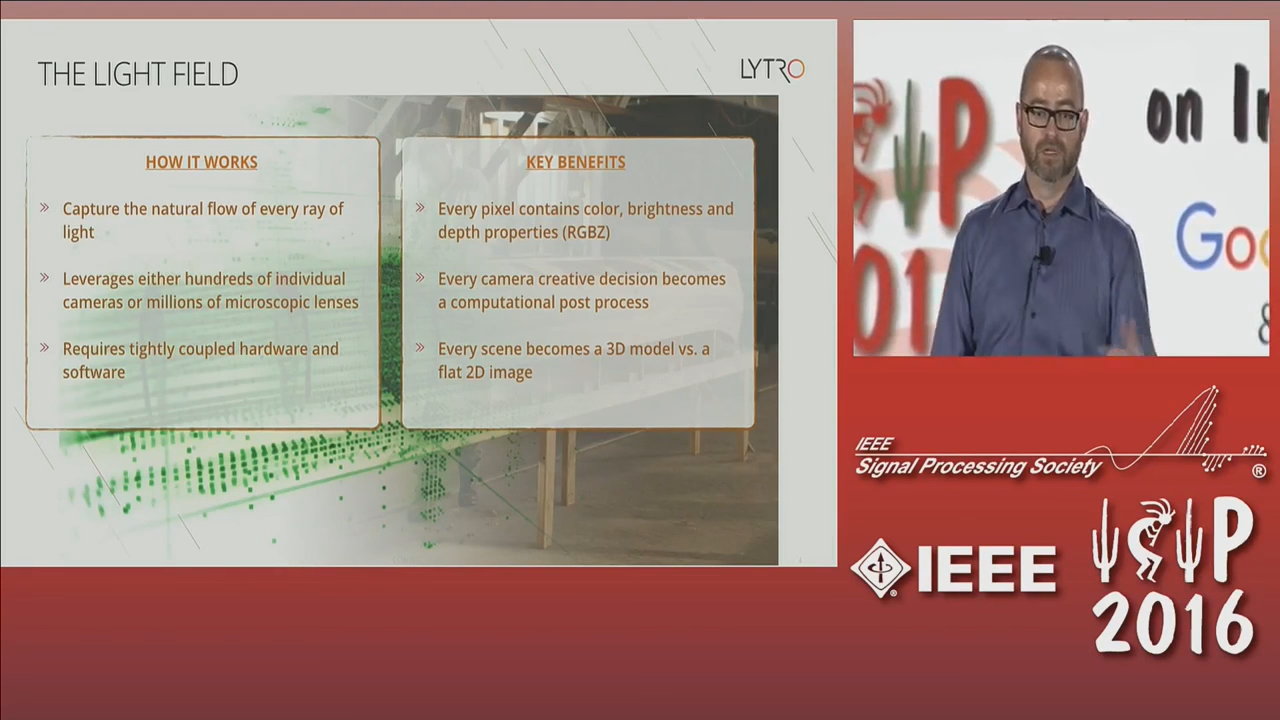 THE LIGHT FIELD
LYTRO
HOW IT WORKS
» Capture the natural flow of every ray of
light
» Leverages either hundreds of individual
cameras or millions of microscopic lenses
» Requires tightly coupled hardware and
software
KEY BENEFITS
» Every pixel contains color, brightness and
depth properties (RGBZ)
» Every camera creative decision becomes
a computational post process
» Every scene becomes a 3D model vs. a
flat 2D image
P
on In
201
Goo
&
IEEE
Signal Processing Society
®
IEEE
®
ICIP
2016